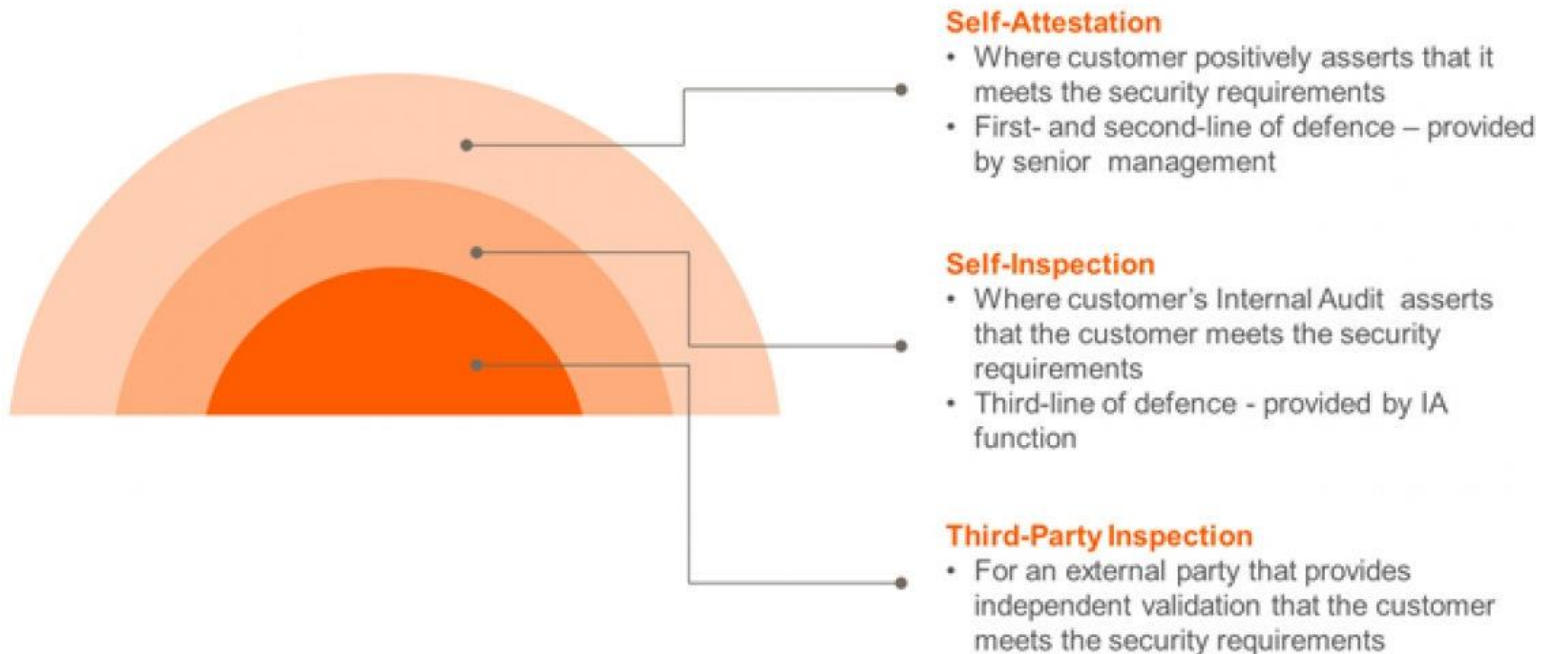 Self-Attestation
• Where customer positively asserts that it
meets the security requirements
• First- and second-line of defence – provided
by senior management
Self-Inspection
• Where customer's Internal Audit asserts
that the customer meets the security
requirements
• Third-line of defence - provided by IA
function
Third-Party Inspection
• For an external party that provides
independent validation that the customer
meets the security requirements